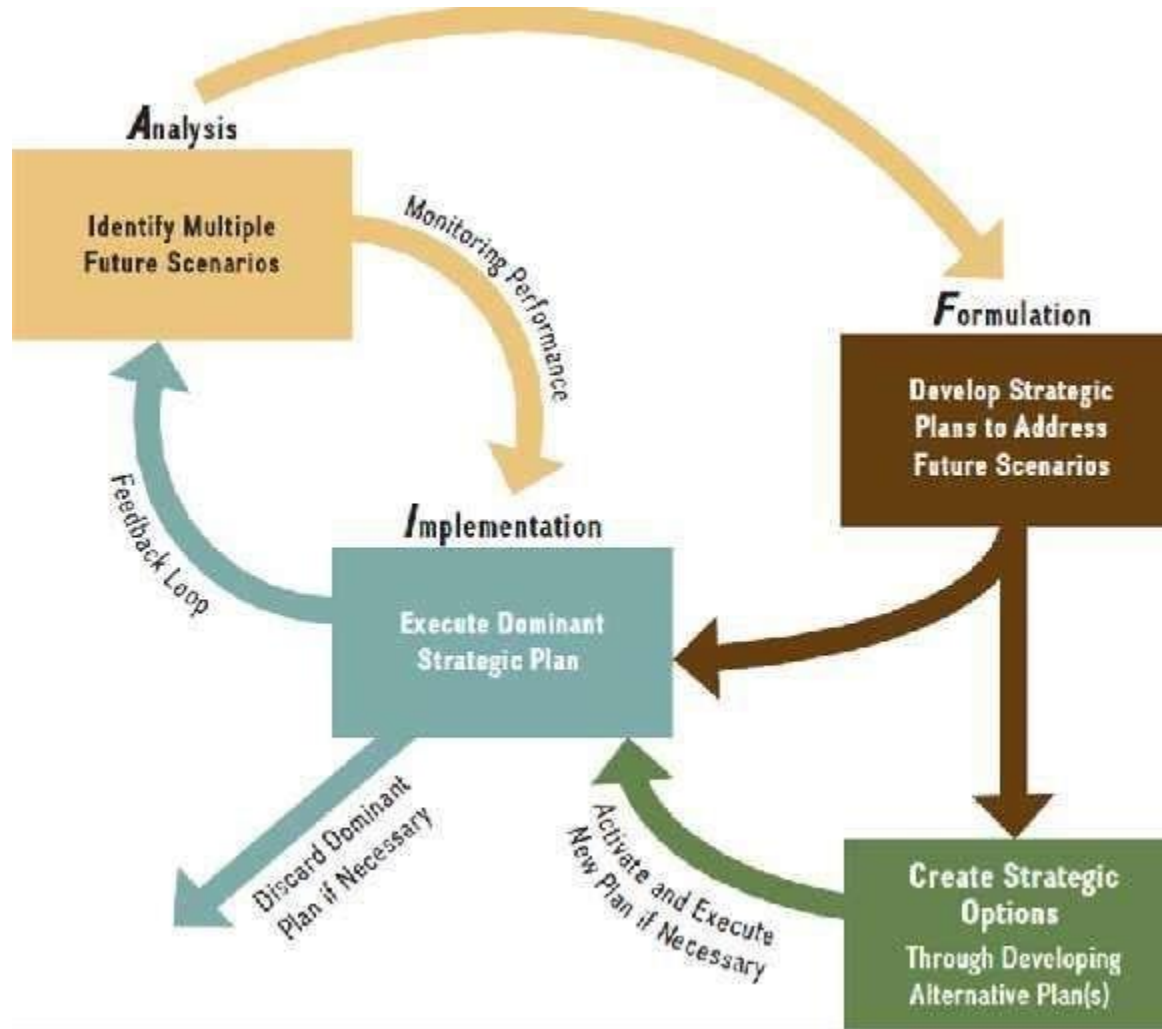 Analysis
Identify Multiple
Future Scenarios
Monitoring Performance
Formulation
Develop Strategic
Plans to Address
Future Scenarios
Feedback Loop
Implementation
Execute Dominant
Strategic Plan
Discard Dominant
Plan if Necessary
Activate and Execute
New Plan if Necessary
Create Strategic
Options
Through Developing
Alternative Plan(s)